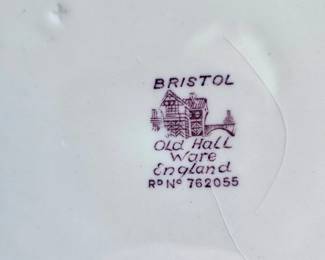 BRISTOL
Old Hall
Ware
England
Rᴰ Nº 762055